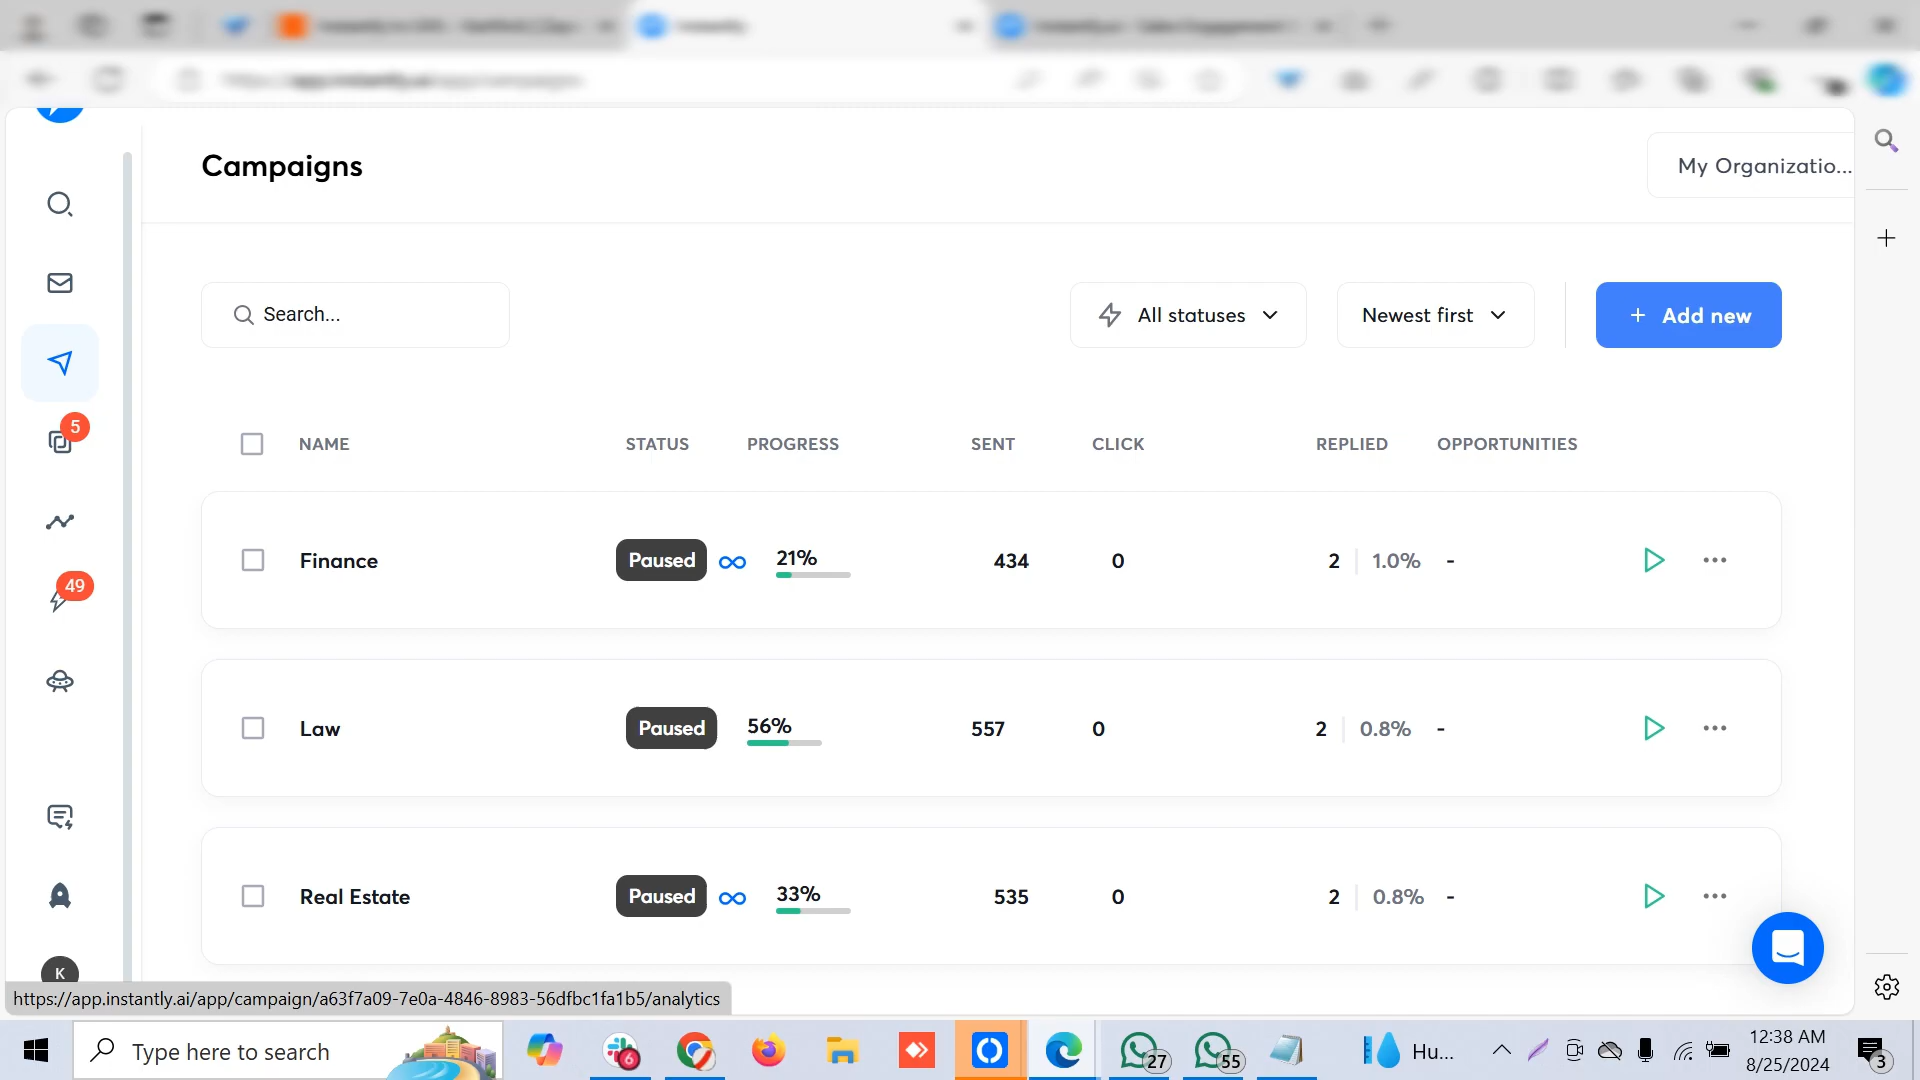 Campaigns
My Organizatio...
Search...
All statuses
Newest first
+ Add new
NAME STATUS PROGRESS SENT CLICK REPLIED OPPORTUNITIES
5
49
Finance Paused 21% 434 0 2 1.0% -
Law Paused 56% 557 0 2 0.8% -
Real Estate Paused 33% 535 0 2 0.8% -
K
https://app.instantly.ai/app/campaign/a63f7a09-7e0a-4846-8983-56dfbc1fa1b5/analytics
Type here to search
6
27
55
Hu...
12:38 AM
8/25/2024
3